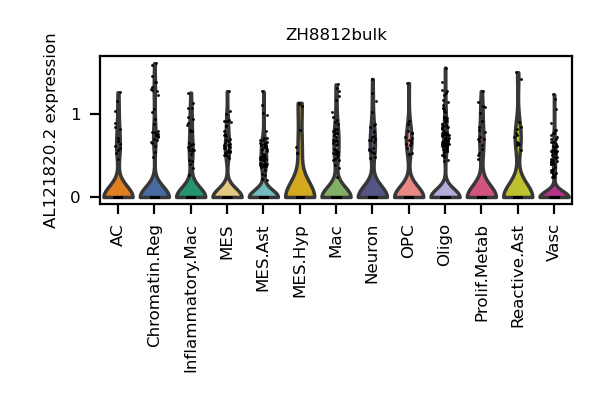 ZH8812bulk
AL121820.2 expression
1
0
AC
Chromatin.Reg
Inflammatory.Mac
MES
MES.Ast
MES.Hyp
Mac
Neuron
OPC
Oligo
Prolif.Metab
Reactive.Ast
Vasc